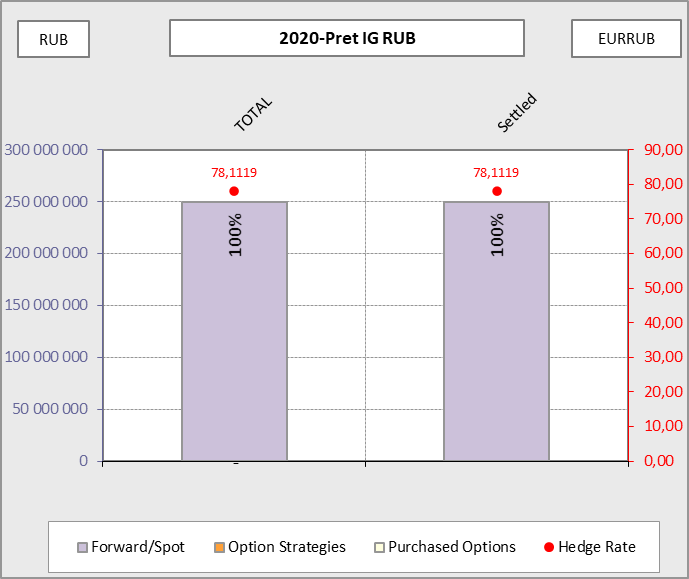 RUB
2020-Pret IG RUB
EURRUB
TOTAL
Settled
300 000 000
250 000 000
200 000 000
150 000 000
100 000 000
50 000 000
0
78,1119
78,1119
100%
100%
-
90,00
80,00
70,00
60,00
50,00
40,00
30,00
20,00
10,00
0,00
Forward/Spot
Option Strategies
Purchased Options
Hedge Rate